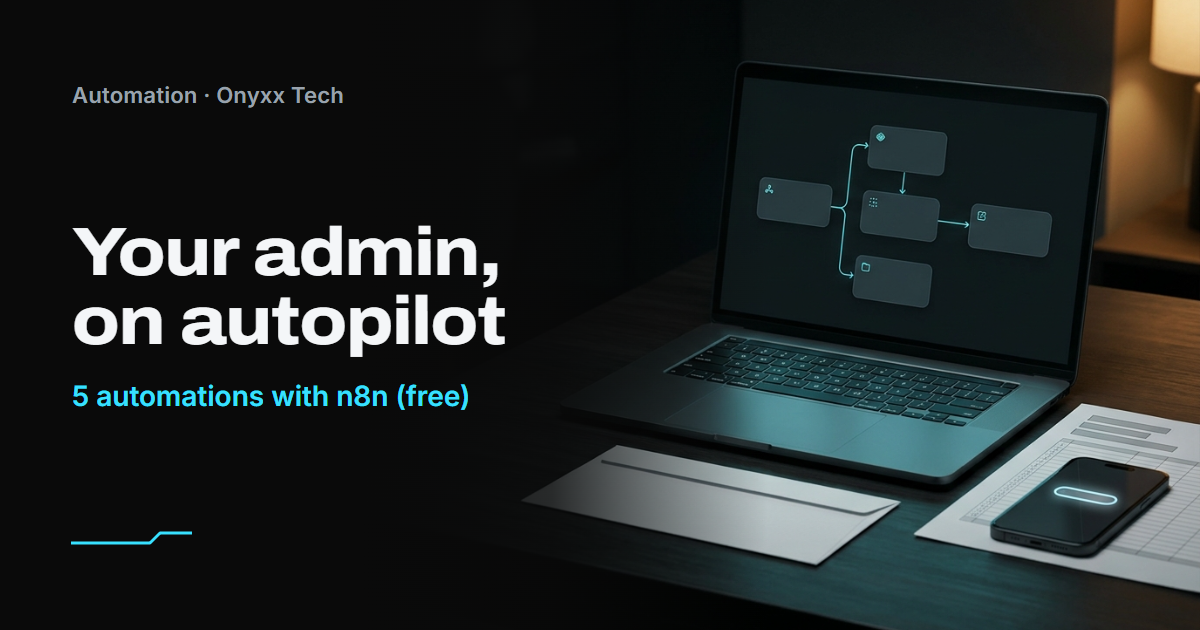 Automation · Onyxx Tech
Your admin,
on autopilot
5 automations with n8n (free)